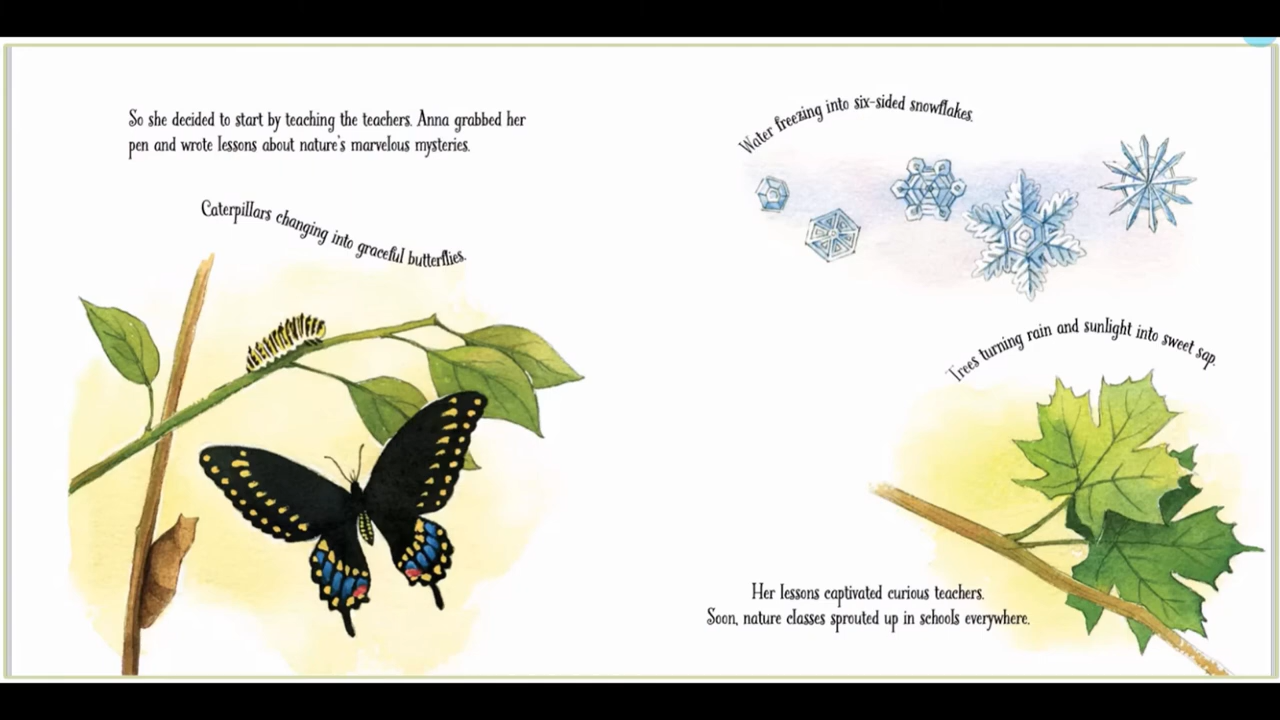 So she decided to start by teaching the teachers. Anna grabbed her
pen and wrote lessons about nature's marvelous mysteries.
Caterpillars changing into graceful butterflies.
Water freezing into six-sided snowflakes.
Trees turning rain and sunlight into sweet sap.
Her lessons captivated curious teachers.
Soon, nature classes sprouted up in schools everywhere.